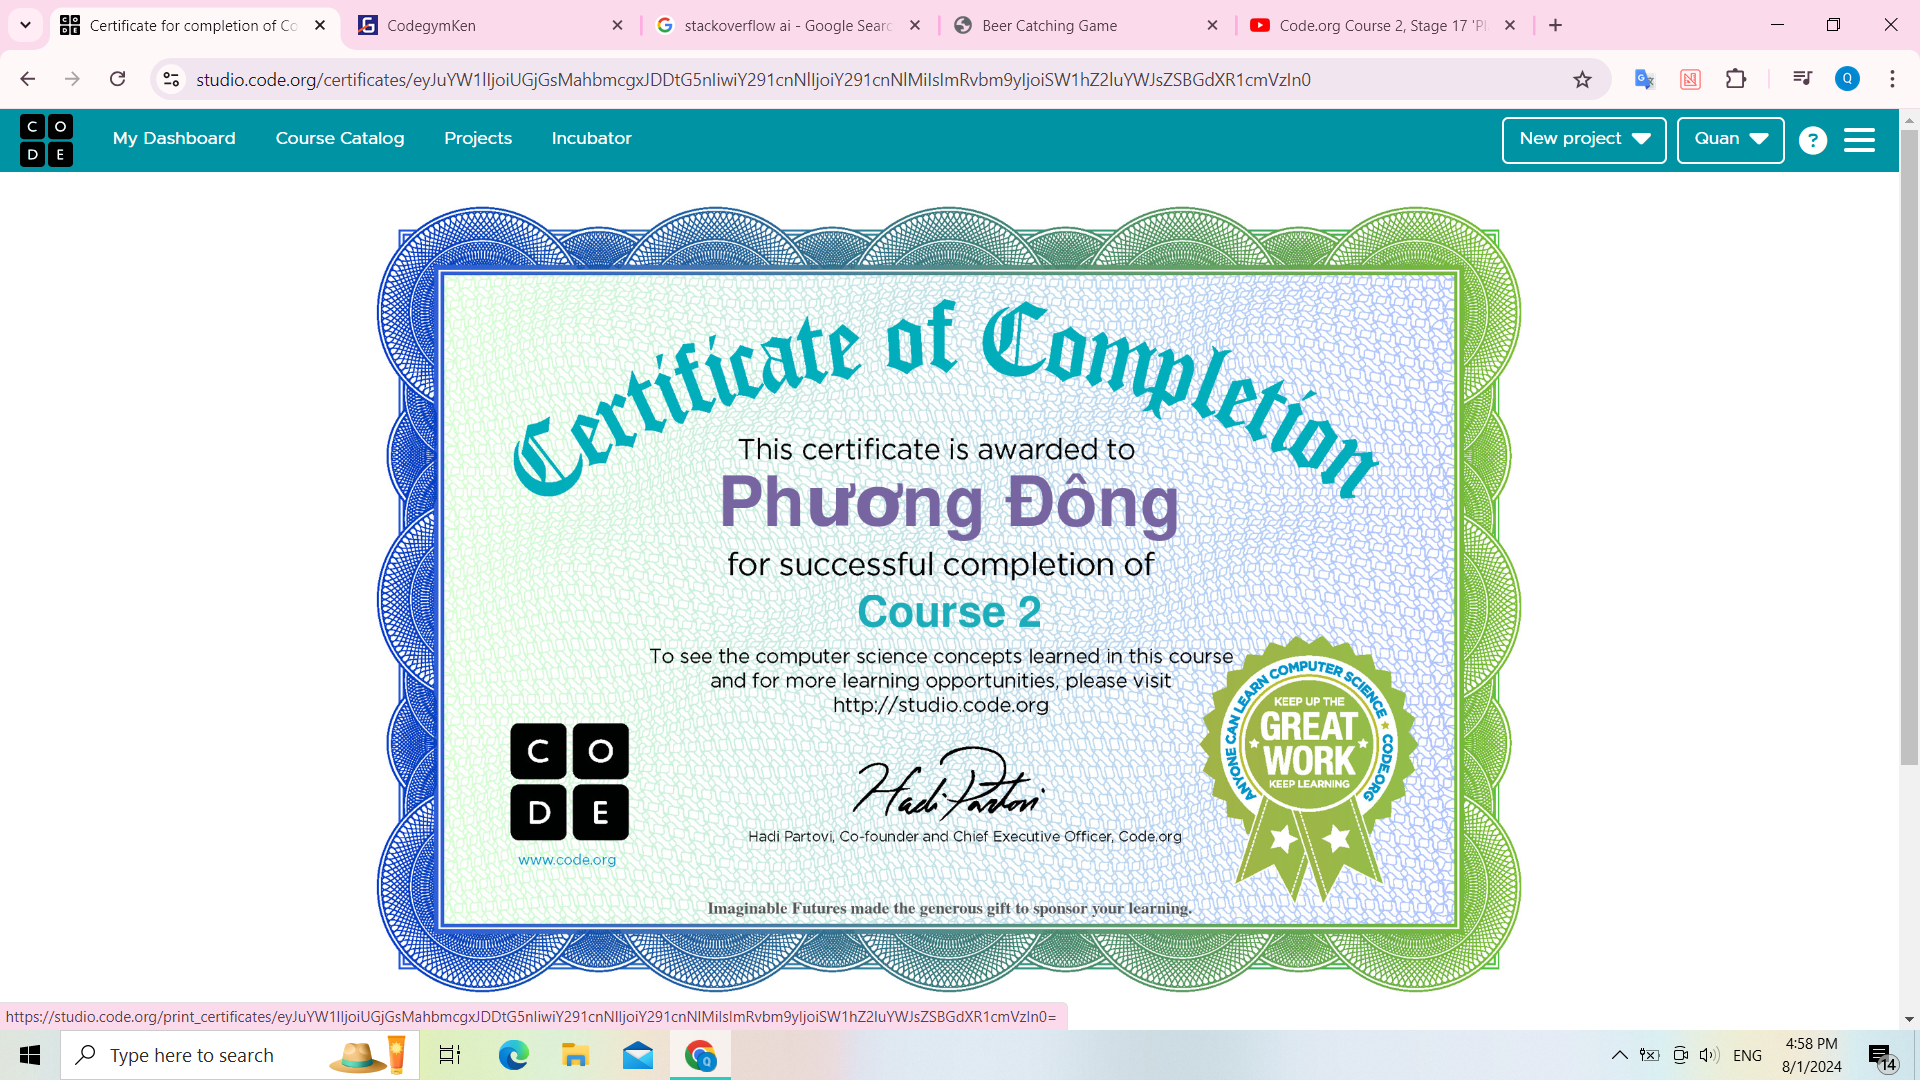 Certificate for completion of Co
CodegymKen
stackoverflow ai - Google Searc
Beer Catching Game
Code.org Course 2, Stage 17 'Pl
studio.code.org/certificates/eyJuYW1lIjoiUGjGsMahbmcgxJDDtG5nIiwiY291cnNlIjoiY291cnNlMiIsImRvbm9yIjoiSW1hZ2luYWJsZSBGdXR1cmVzIn0
Q
C O
D E
My Dashboard
Course Catalog
Projects
Incubator
New project
Quan
?
Certificate of Completion
This certificate is awarded to
Phương Đông
for successful completion of
Course 2
To see the computer science concepts learned in this course
and for more learning opportunities, please visit
http://studio.code.org
C O
D E
www.code.org
Hadi Partovi
Hadi Partovi, Co-founder and Chief Executive Officer, Code.org
ANYONE CAN LEARN COMPUTER SCIENCE
CODE.ORG
KEEP UP THE
GREAT
WORK
KEEP LEARNING
Imaginable Futures made the generous gift to sponsor your learning.
https://studio.code.org/print_certificates/eyJuYW1lIjoiUGjGsMahbmcgxJDDtG5nIiwiY291cnNlIjoiY291cnNlMiIsImRvbm9yIjoiSW1hZ2luYWJsZSBGdXR1cmVzIn0=
Type here to search
Q
ENG
4:58 PM
8/1/2024
14